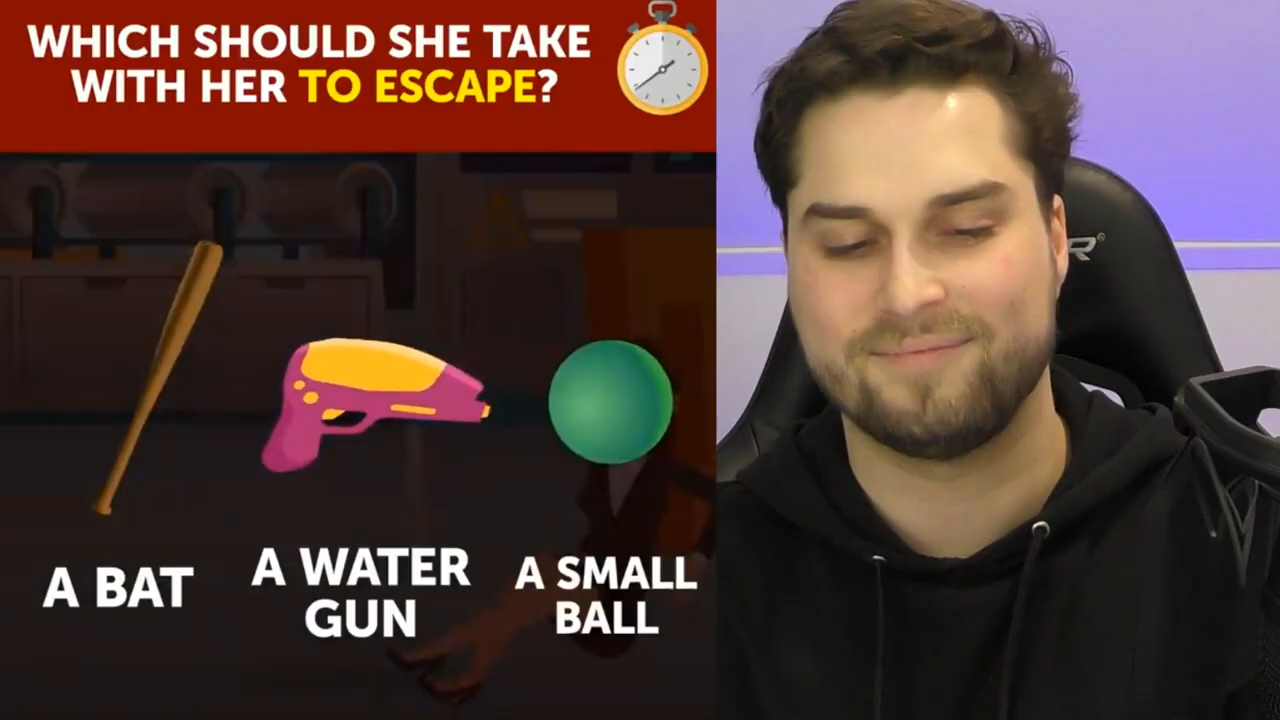 WHICH SHOULD SHE TAKE
WITH HER TO ESCAPE?
A BAT
A WATER
GUN
A SMALL
BALL
R®